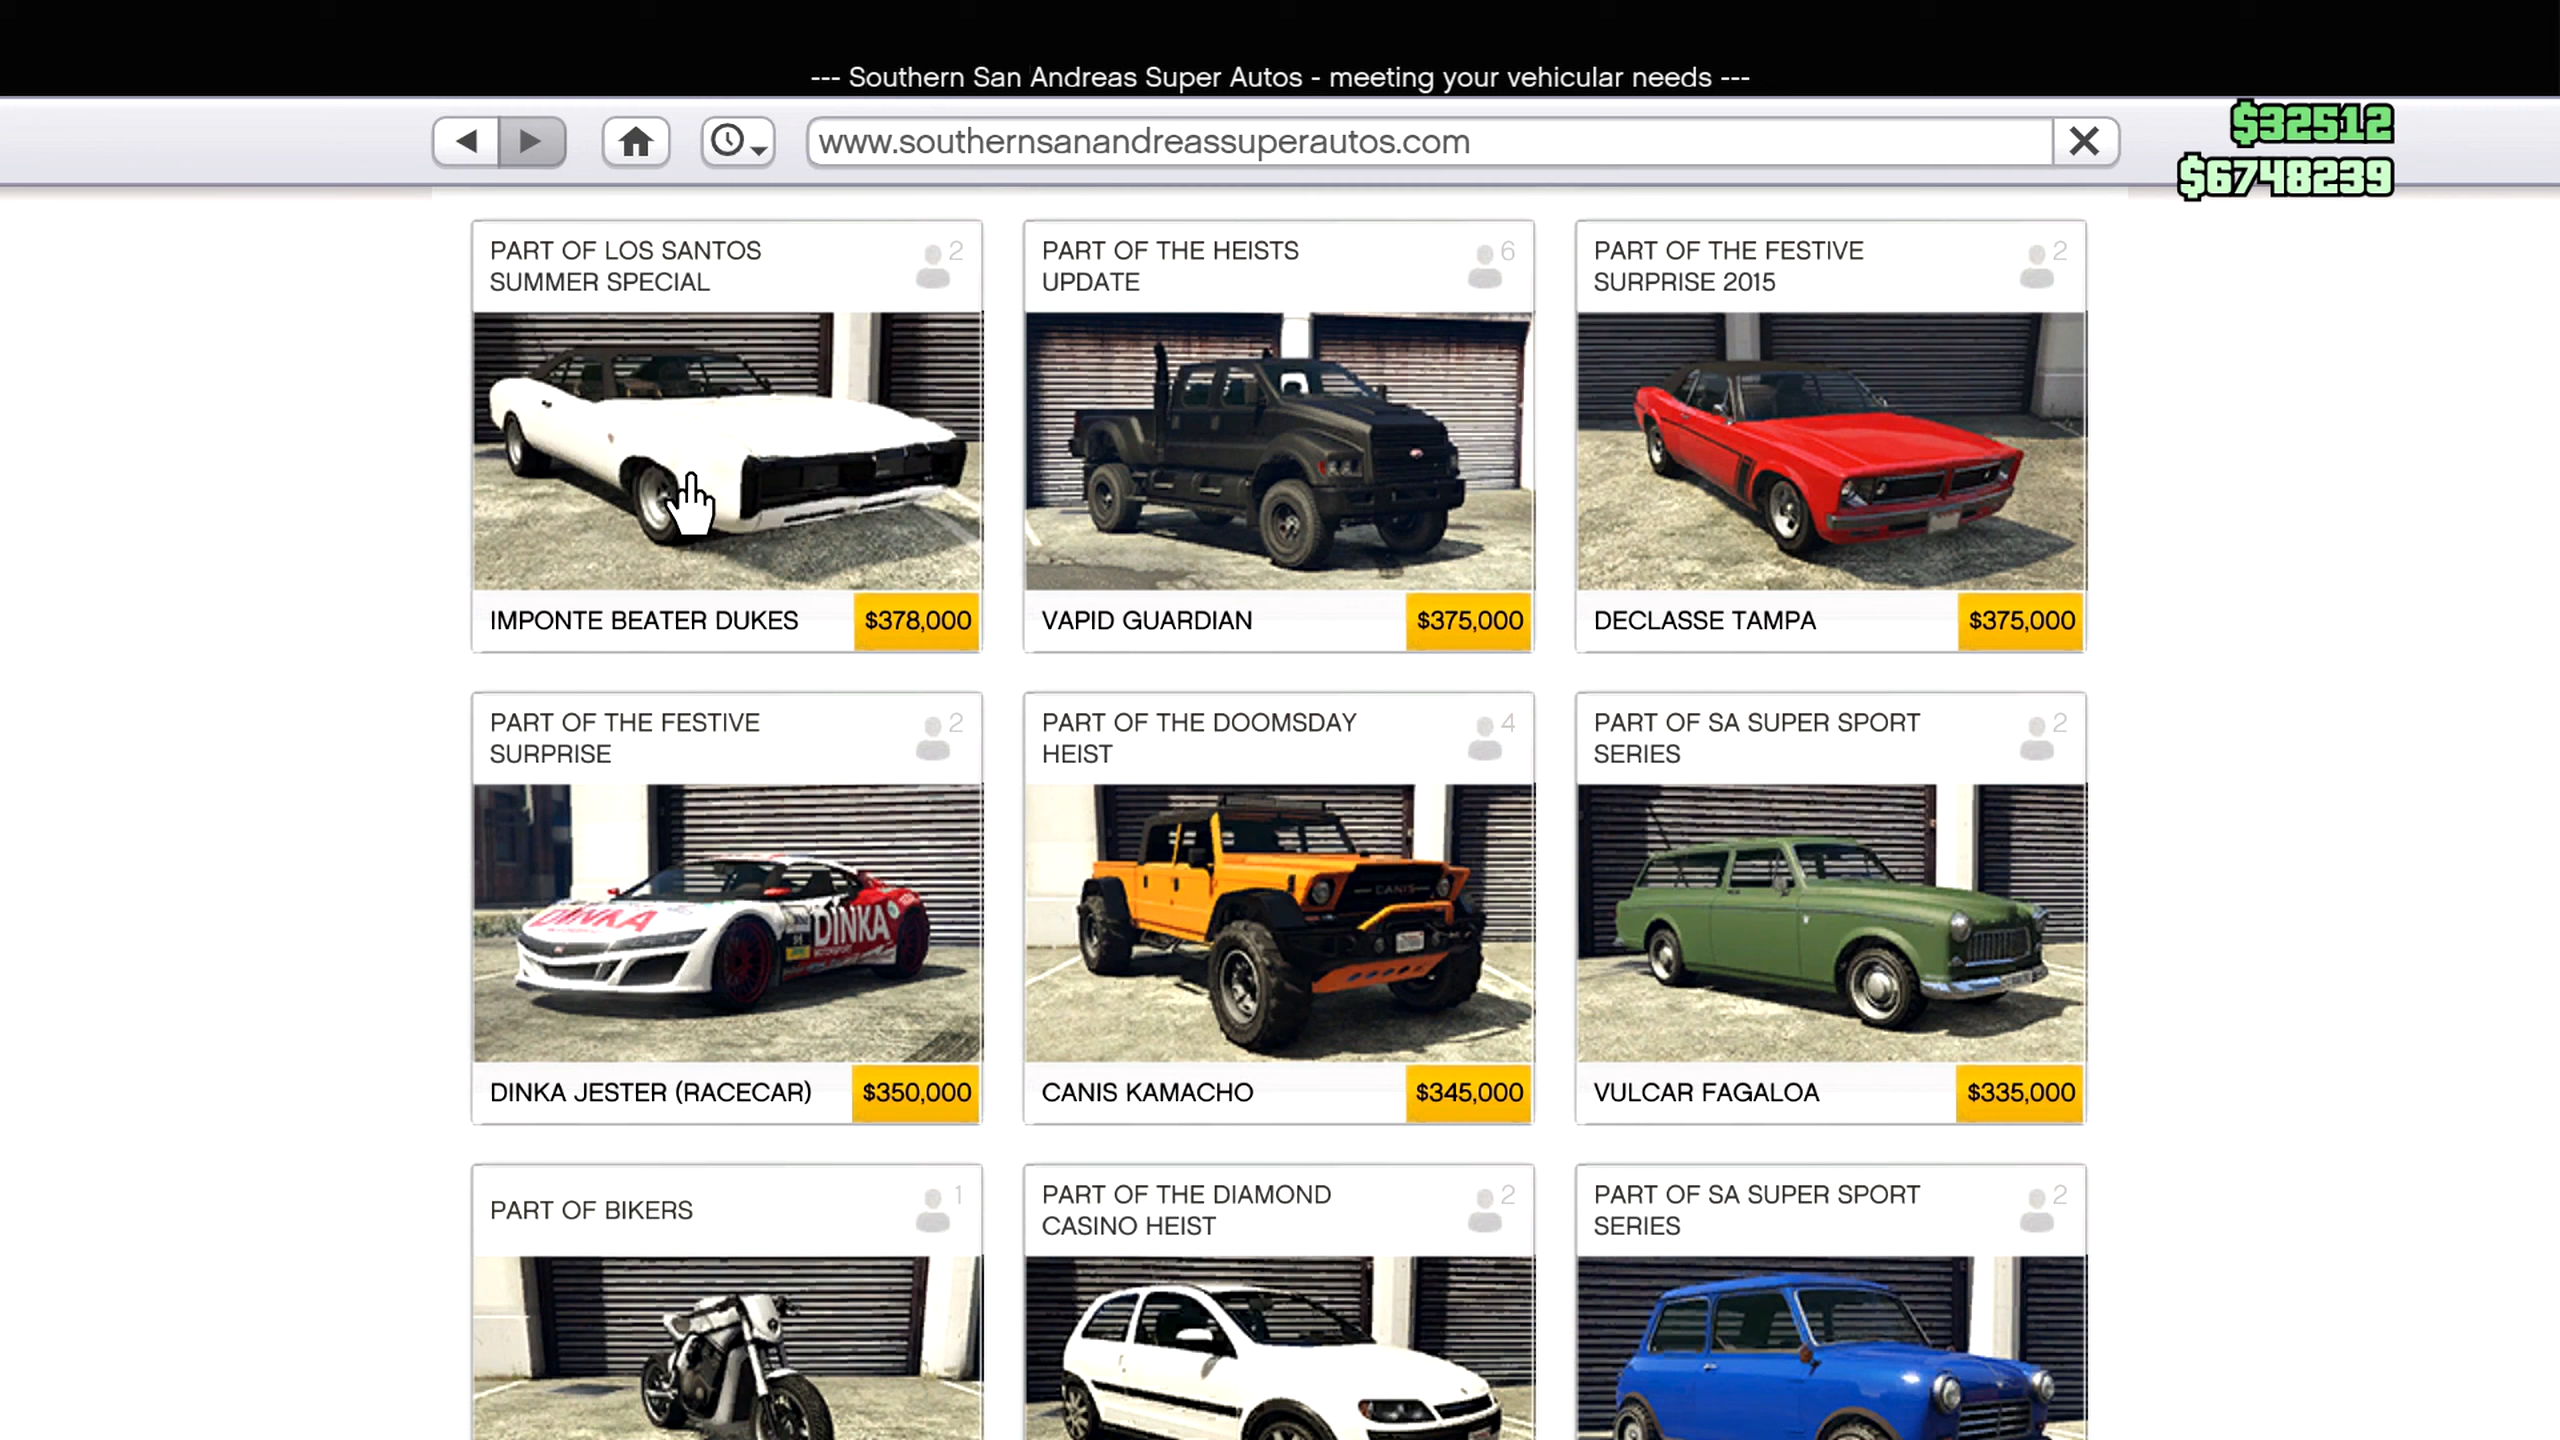 --- Southern San Andreas Super Autos - meeting your vehicular needs ---
www.southernsanandreassuperautos.com
$32512
$6748239
PART OF LOS SANTOS
SUMMER SPECIAL
2
IMPONTE BEATER DUKES
$378,000
PART OF THE HEISTS
UPDATE
6
VAPID GUARDIAN
$375,000
PART OF THE FESTIVE
SURPRISE 2015
2
DECLASSE TAMPA
$375,000
PART OF THE FESTIVE
SURPRISE
2
DINKA
DINKA
DINKA JESTER (RACECAR)
$350,000
PART OF THE DOOMSDAY
HEIST
4
CANIS
CANIS KAMACHO
$345,000
PART OF SA SUPER SPORT
SERIES
2
VULCAR FAGALOA
$335,000
PART OF BIKERS
1
PART OF THE DIAMOND
CASINO HEIST
2
PART OF SA SUPER SPORT
SERIES
2